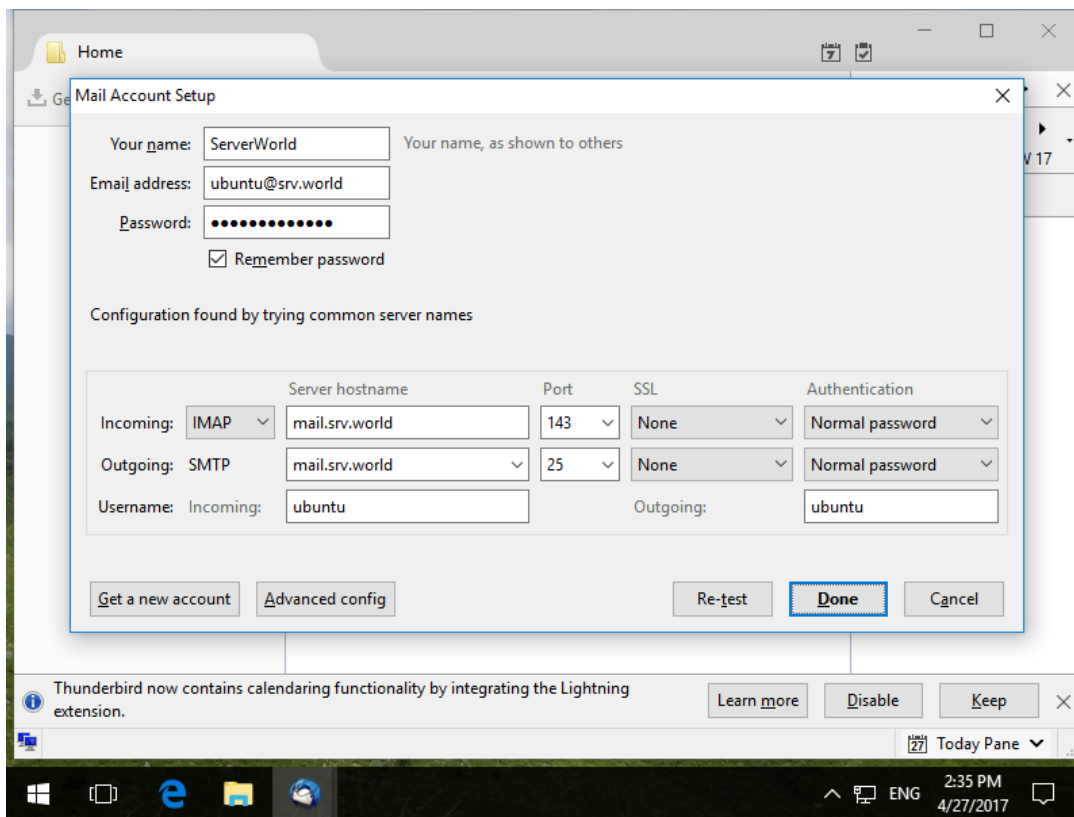 Home
Ge
Mail Account Setup
Your name: ServerWorld Your name, as shown to others
Email address: ubuntu@srv.world
Password: •••••••••••••
Remember password
17
Configuration found by trying common server names
Server hostname Port SSL Authentication
Incoming: IMAP mail.srv.world 143 None Normal password
Outgoing: SMTP mail.srv.world 25 None Normal password
Username: Incoming: ubuntu Outgoing: ubuntu
Get a new account Advanced config Re-test Done Cancel
Thunderbird now contains calendaring functionality by integrating the Lightning
extension.
Learn more Disable Keep
27 Today Pane
ENG 2:35 PM
4/27/2017